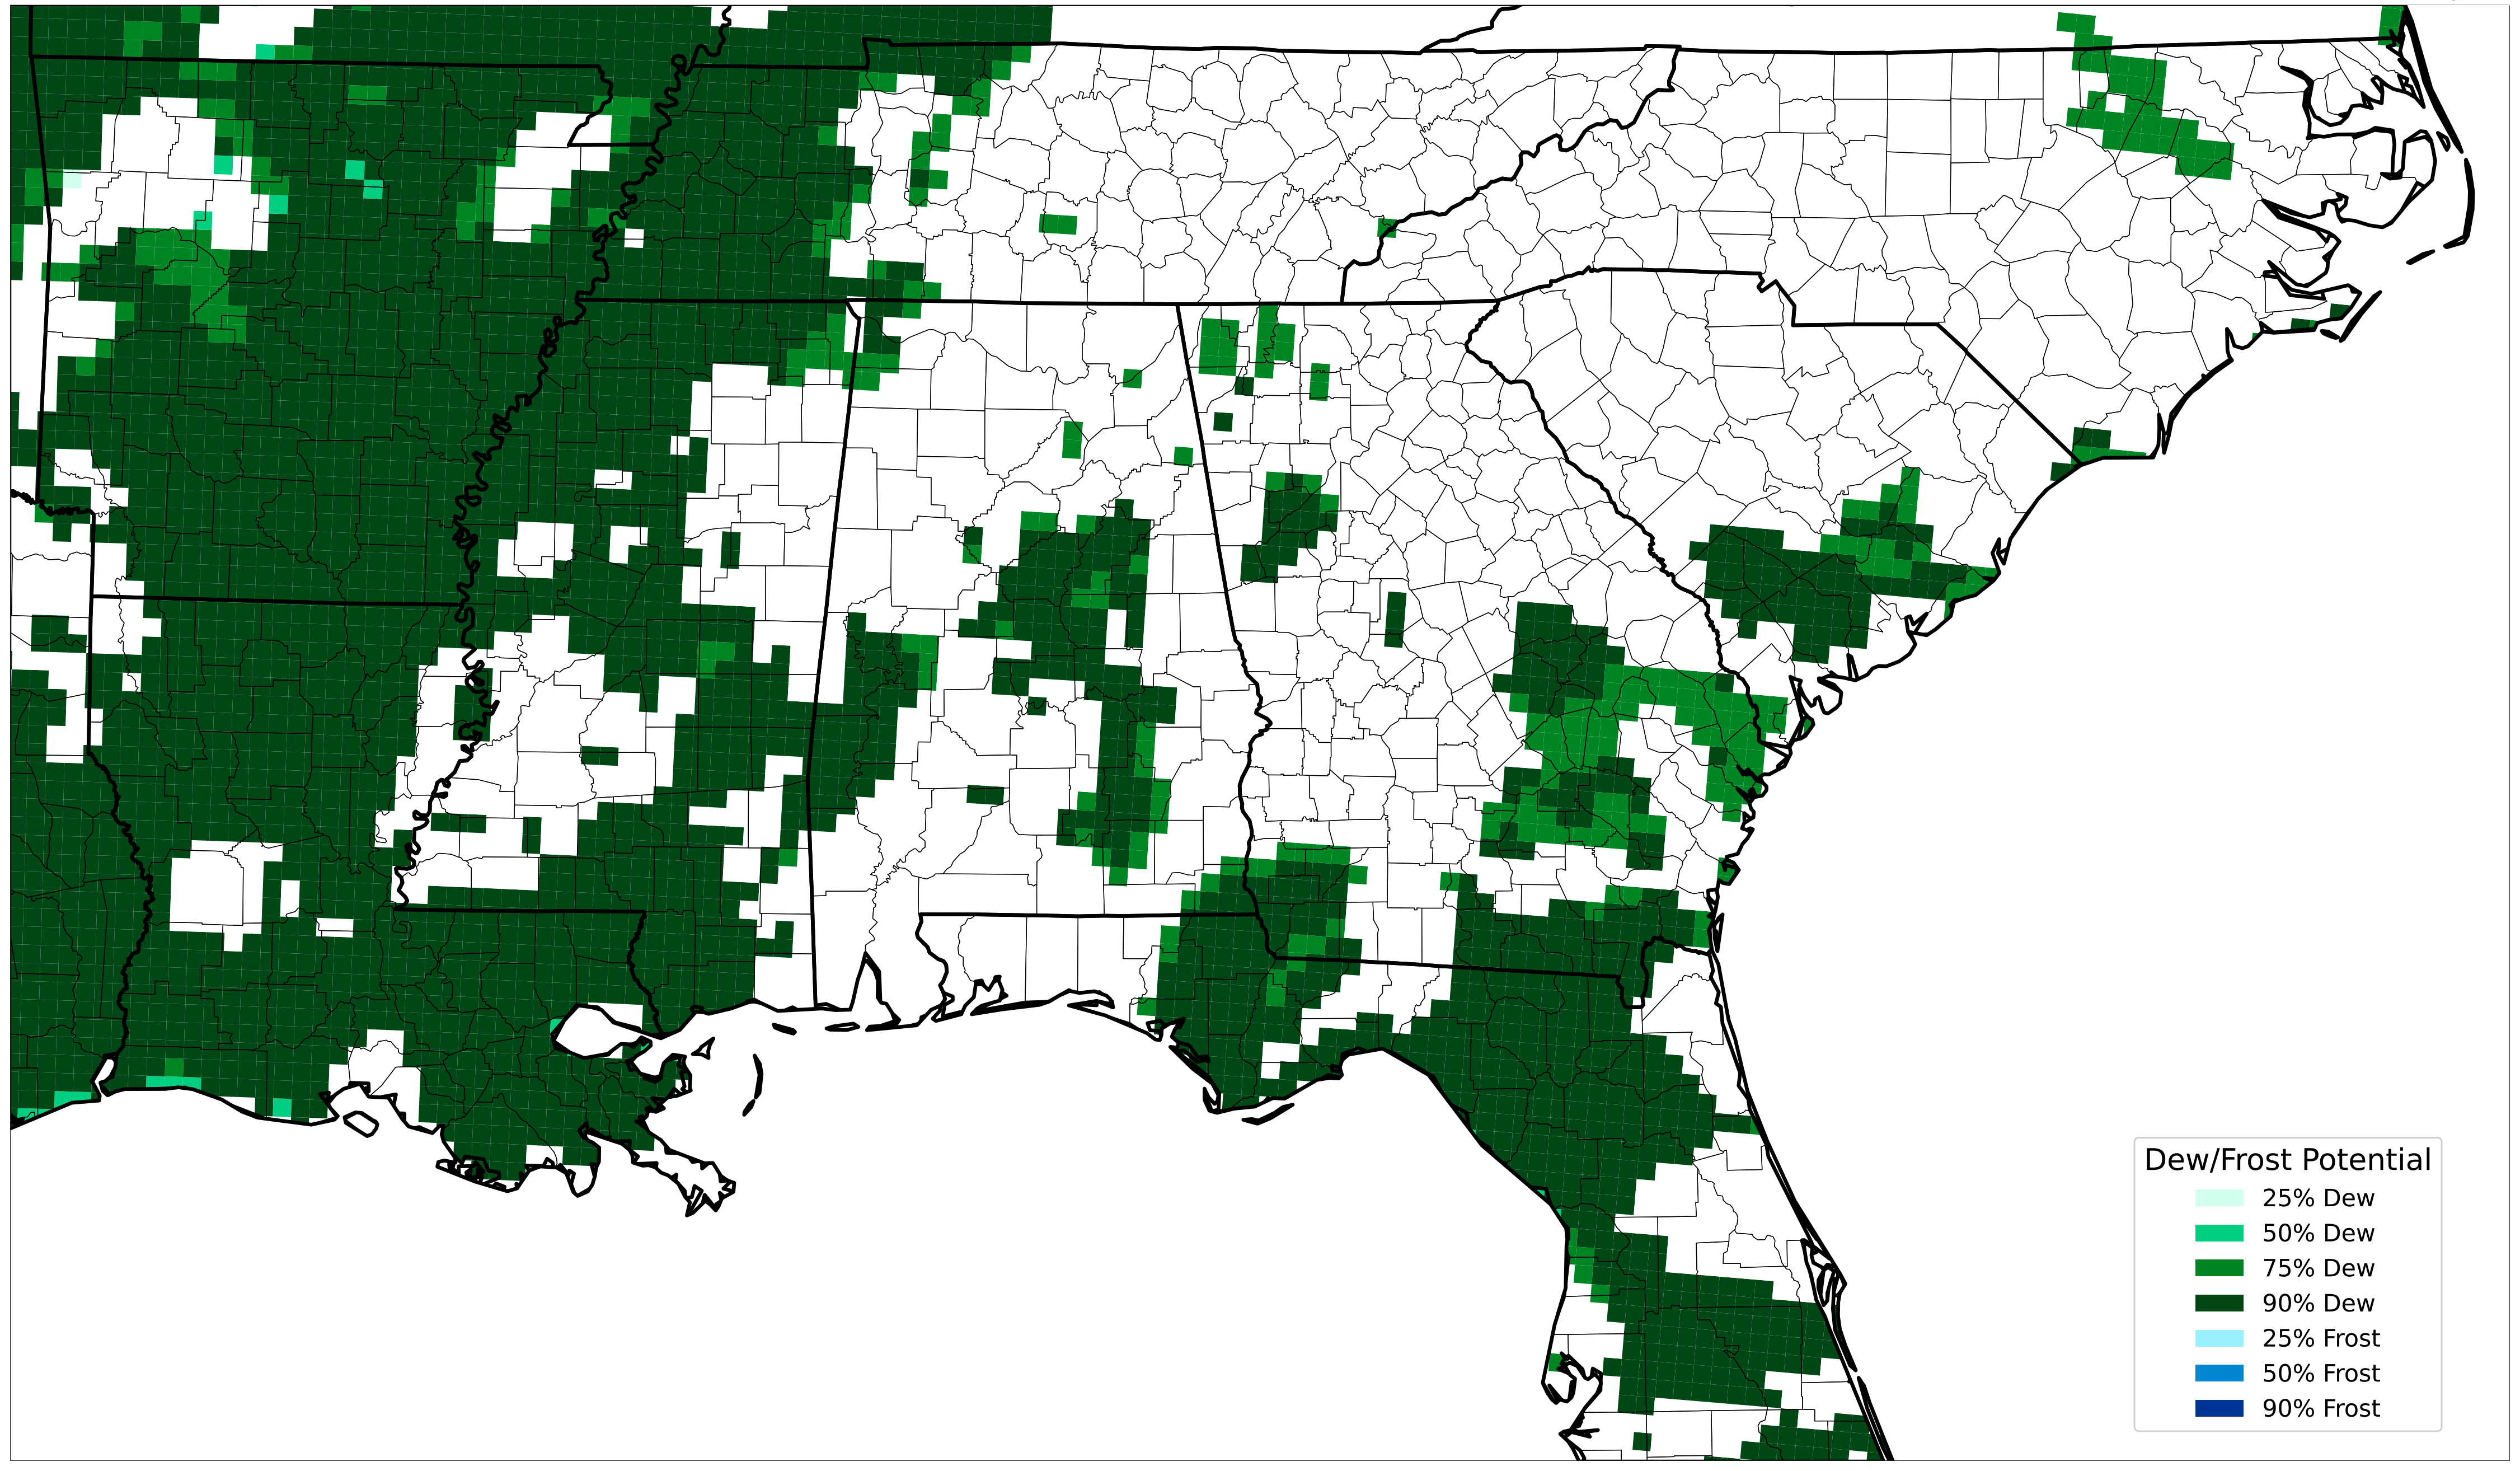 Dew/Frost Potential
25% Dew
50% Dew
75% Dew
90% Dew
25% Frost
50% Frost
90% Frost